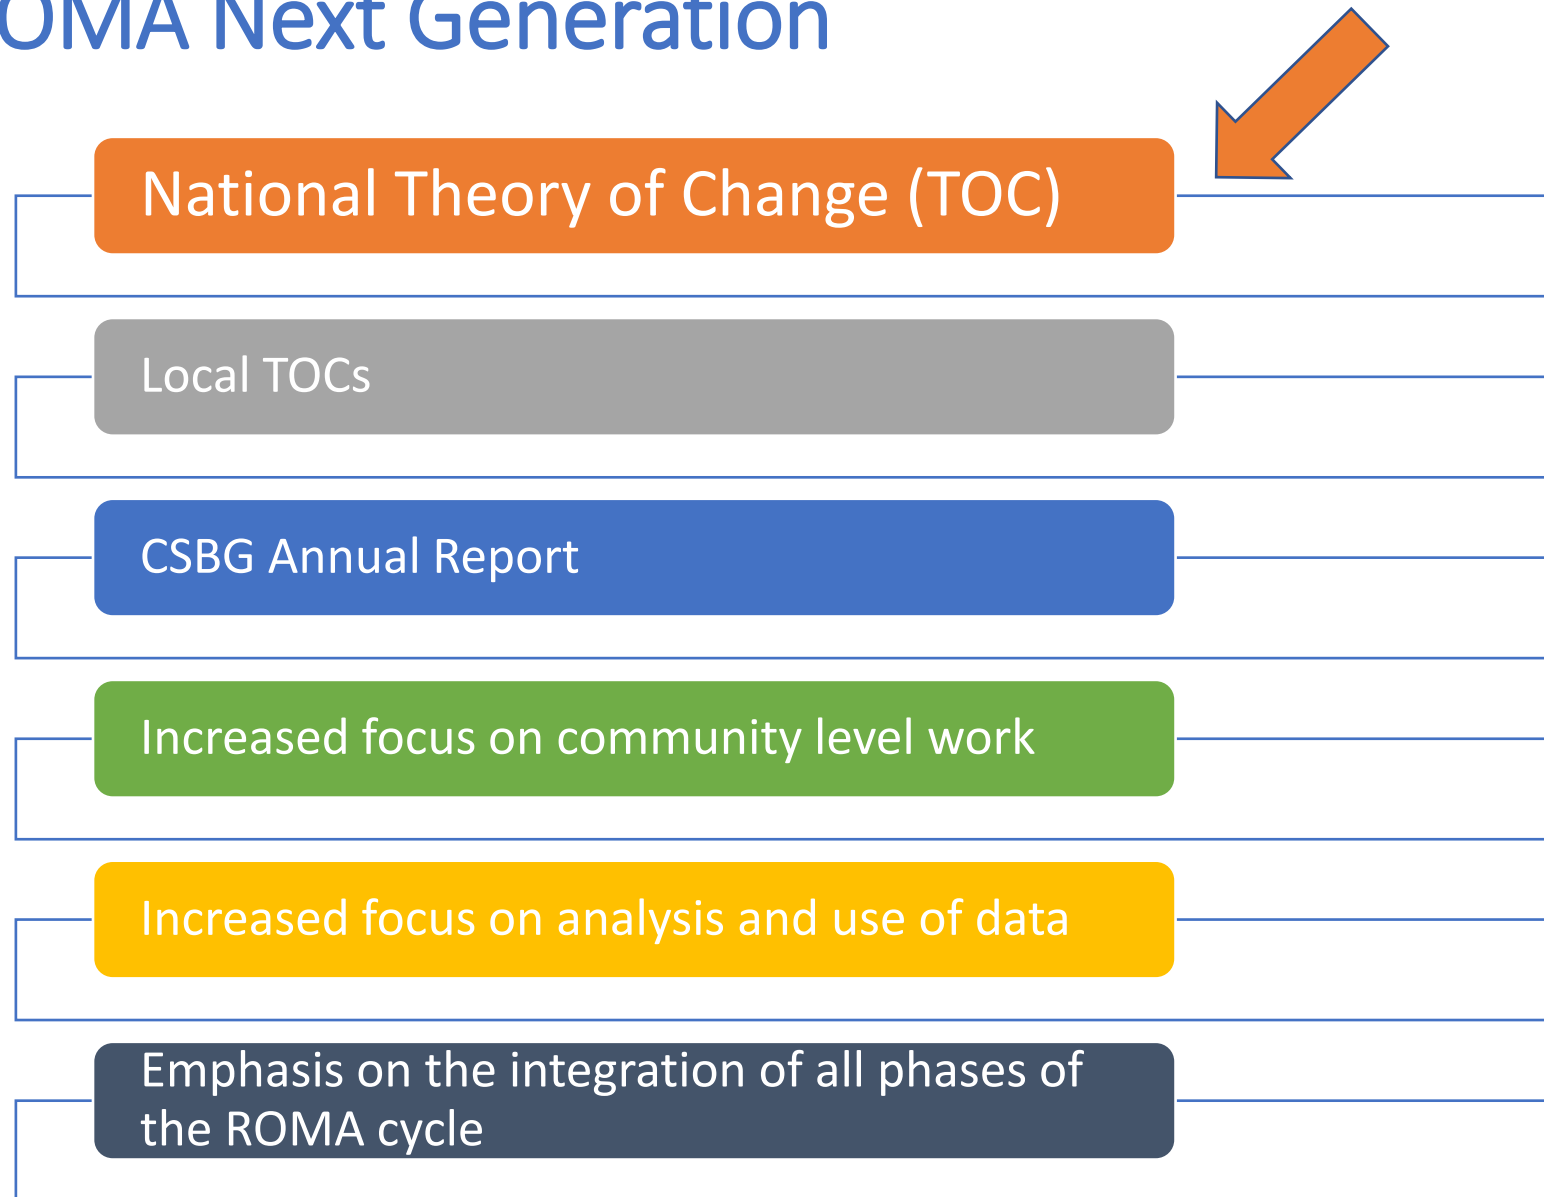 OMA Next Generation
National Theory of Change (TOC)
Local TOCs
CSBG Annual Report
Increased focus on community level work
Increased focus on analysis and use of data
Emphasis on the integration of all phases of
the ROMA cycle